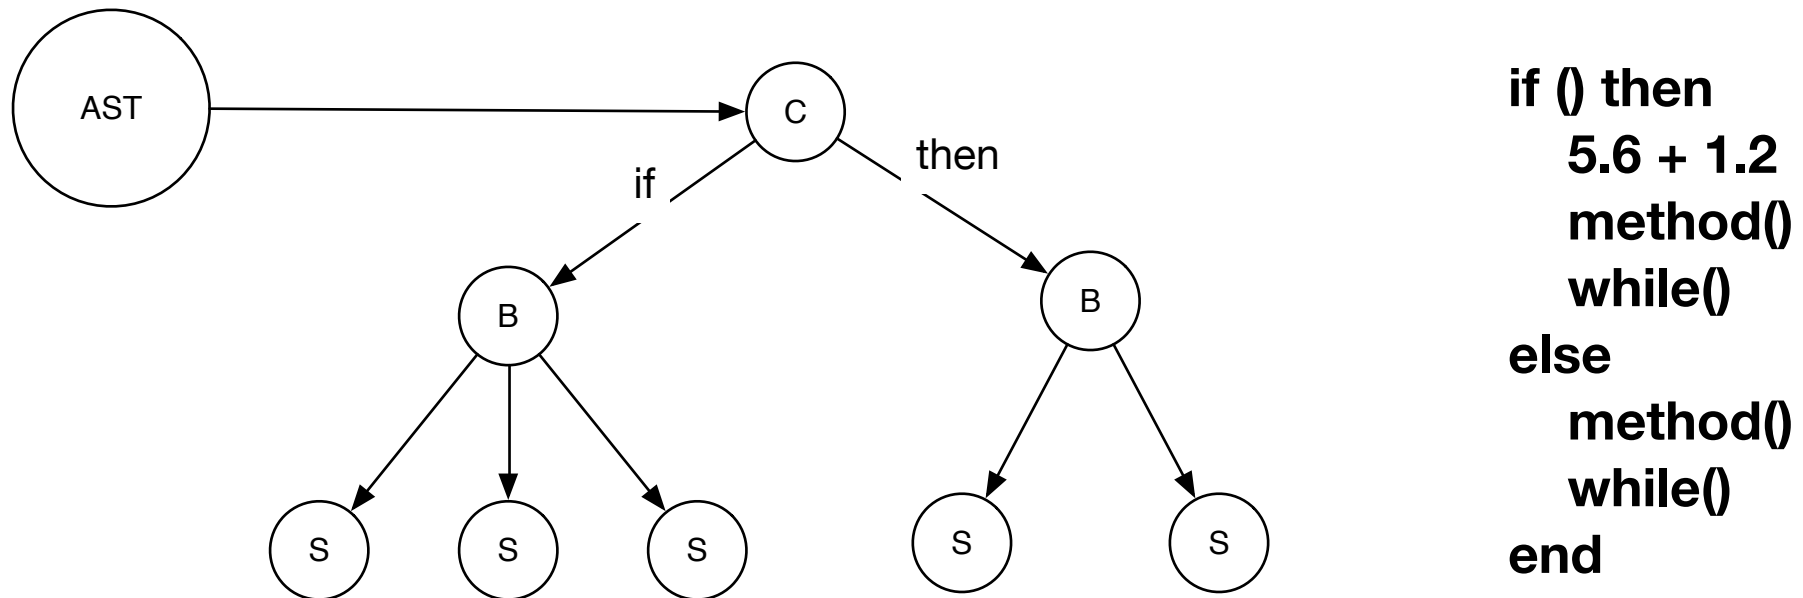 AST
C
if
then
B
B
S
S
S
S
S
if () then
5.6 + 1.2
method()
while()
else
method()
while()
end